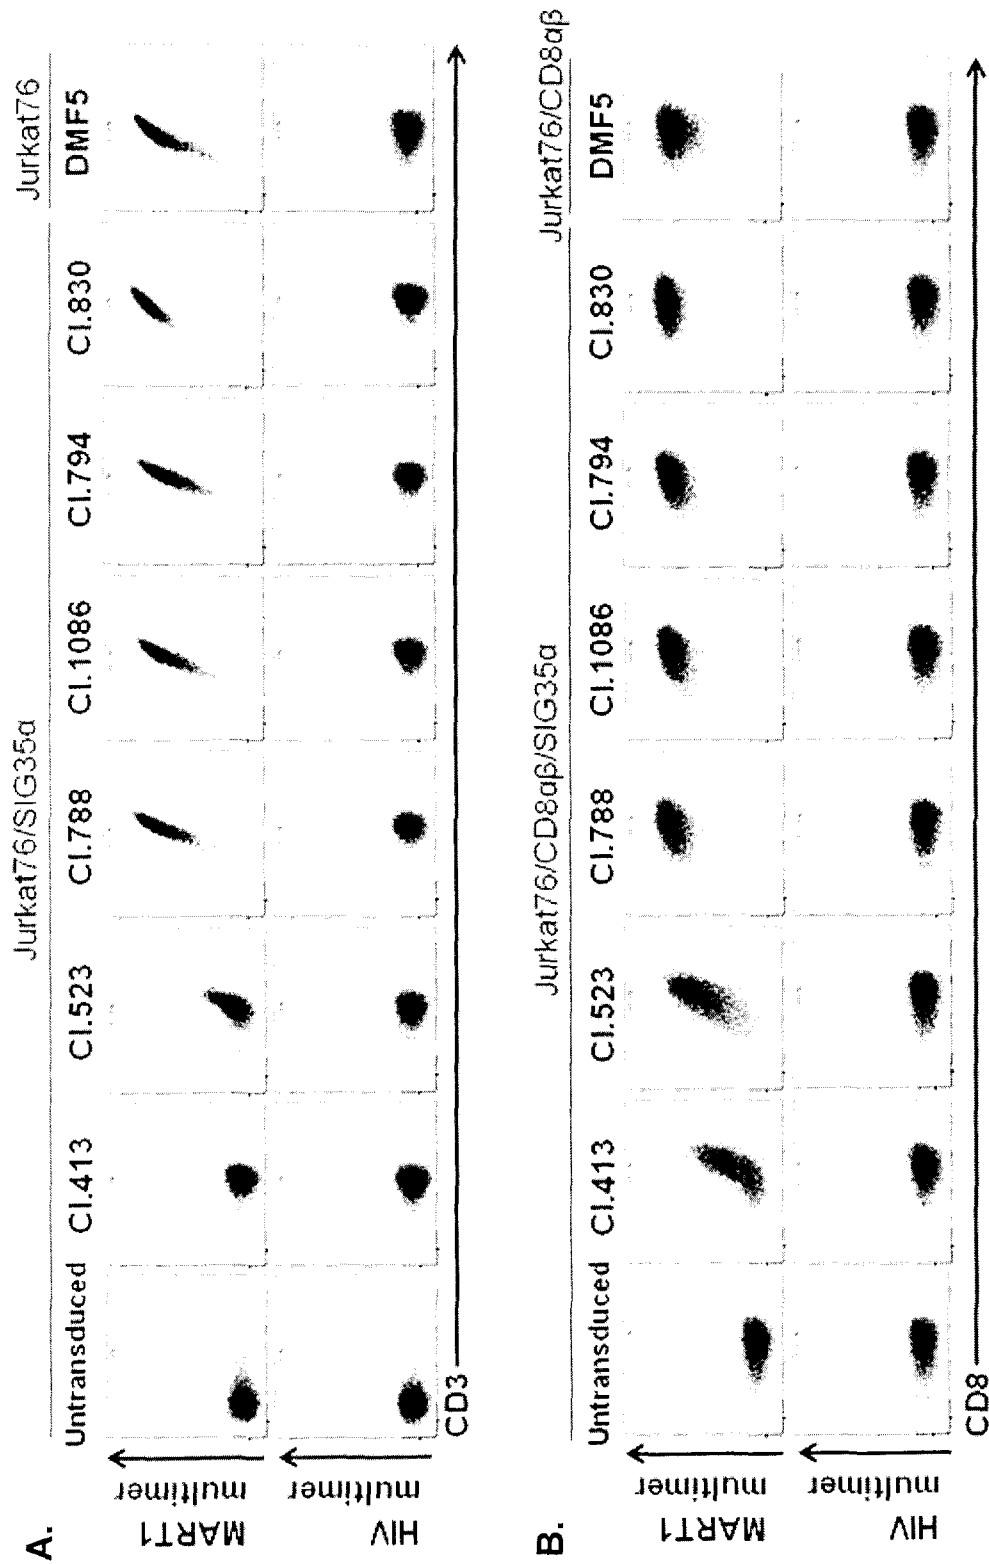 A.
Jurkat76/SIG35α
Jurkat76
Untransduced
Cl.413
Cl.523
Cl.788
Cl.1086
Cl.794
Cl.830
DMF5
MART1
multimer
HIV
multimer
CD3
B.
Jurkat76/CD8αβ/SIG35α
Jurkat76/CD8αβ
Untransduced
Cl.413
Cl.523
Cl.788
Cl.1086
Cl.794
Cl.830
DMF5
MART1
multimer
HIV
multimer
CD8